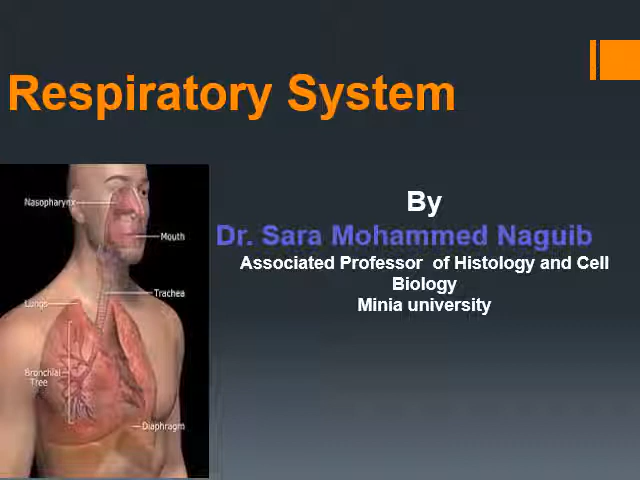 Respiratory System
By
Dr. Sara Mohammed Naguib
Associated Professor of Histology and Cell
Biology
Minia university
Nasopharynx
Mouth
Trachea
Lungs
Bronchial
Tree
Diaphragm